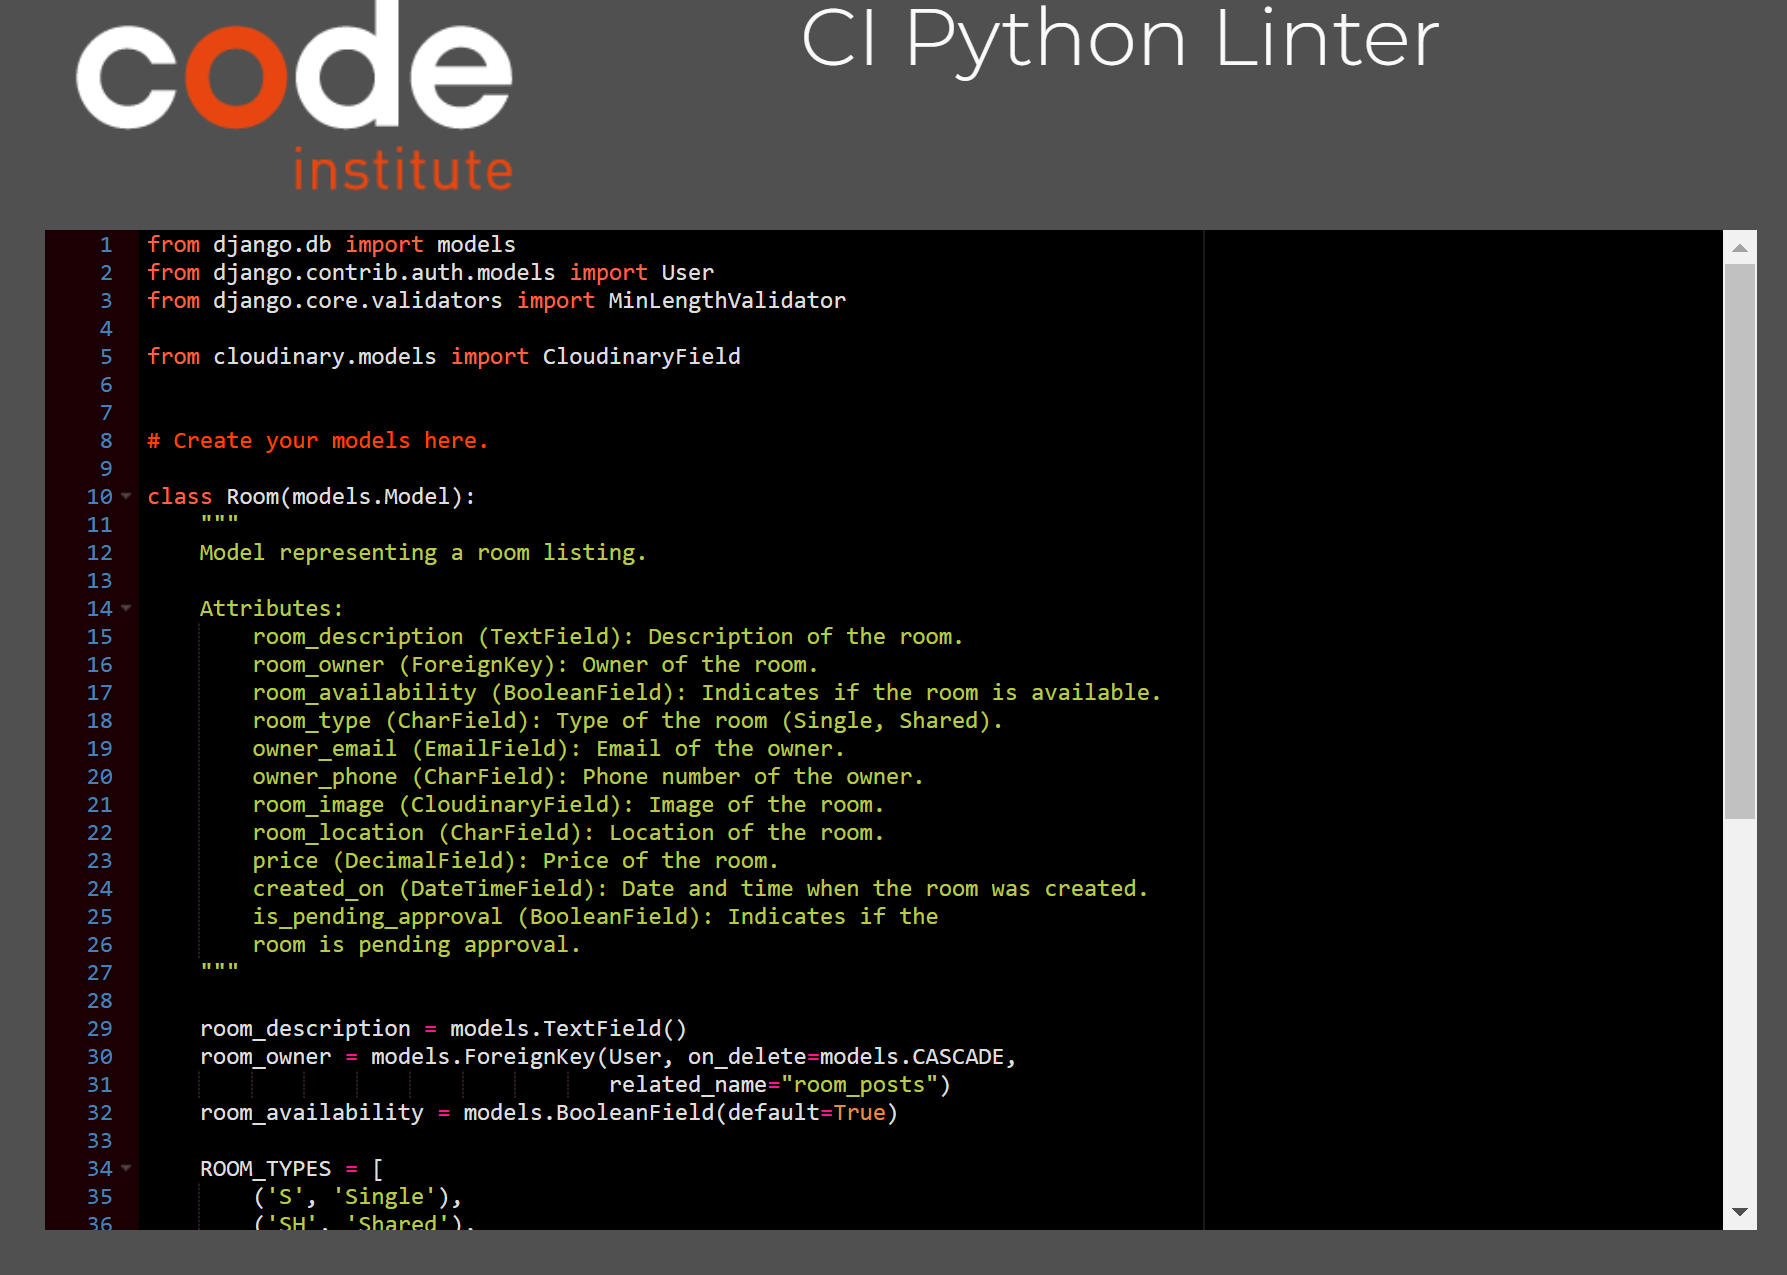 code
institute
CI Python Linter
1 from django.db import models
2 from django.contrib.auth.models import User
3 from django.core.validators import MinLengthValidator
4
5 from cloudinary.models import CloudinaryField
6
7
8 # Create your models here.
9
10 class Room(models.Model):
11     """
12     Model representing a room listing.
13
14     Attributes:
15         room_description (TextField): Description of the room.
16         room_owner (ForeignKey): Owner of the room.
17         room_availability (BooleanField): Indicates if the room is available.
18         room_type (CharField): Type of the room (Single, Shared).
19         owner_email (EmailField): Email of the owner.
20         owner_phone (CharField): Phone number of the owner.
21         room_image (CloudinaryField): Image of the room.
22         room_location (CharField): Location of the room.
23         price (DecimalField): Price of the room.
24         created_on (DateTimeField): Date and time when the room was created.
25         is_pending_approval (BooleanField): Indicates if the
26         room is pending approval.
27     """
28
29     room_description = models.TextField()
30     room_owner = models.ForeignKey(User, on_delete=models.CASCADE,
31                                    related_name="room_posts")
32     room_availability = models.BooleanField(default=True)
33
34     ROOM_TYPES = [
35         ('S', 'Single'),
36         ('SH', 'Shared'),